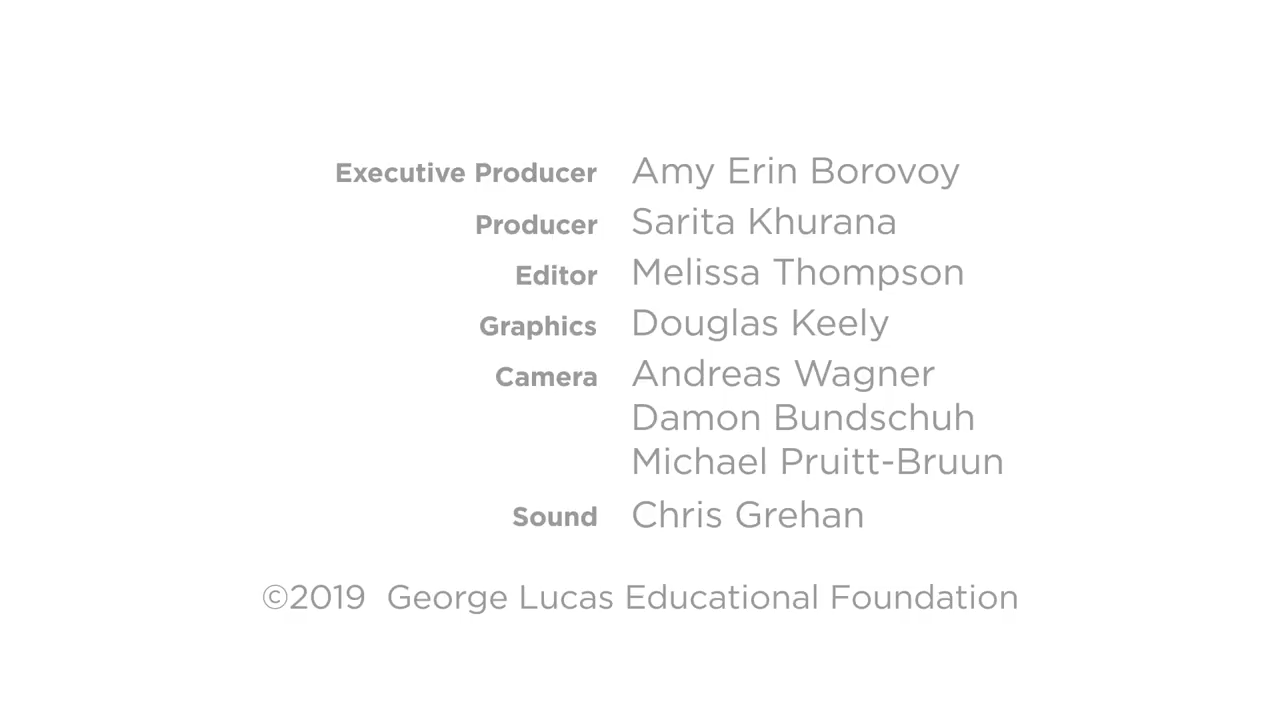 Executive Producer Amy Erin Borovoy
Producer Sarita Khurana
Editor Melissa Thompson
Graphics Douglas Keely
Camera Andreas Wagner
Damon Bundschuh
Michael Pruitt-Bruun
Sound Chris Grehan
©2019 George Lucas Educational Foundation